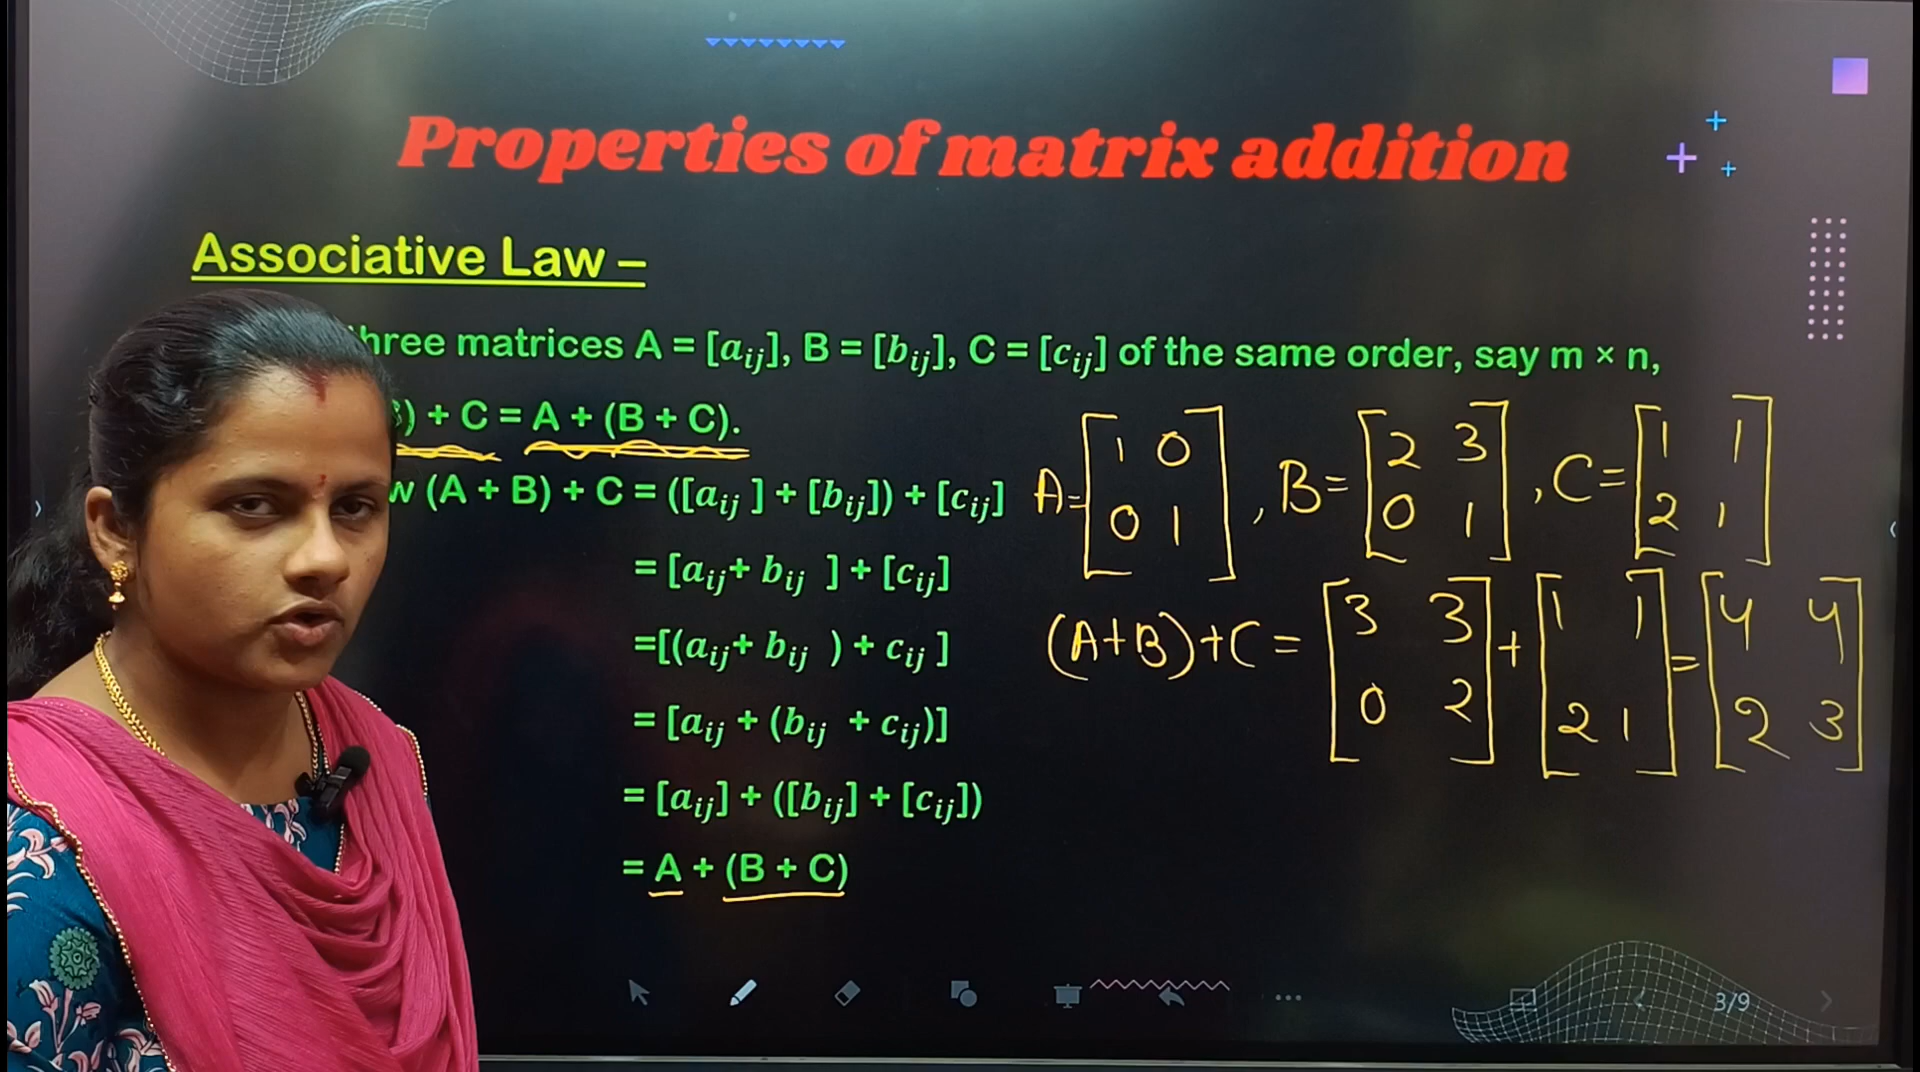 Properties of matrix addition
Associative Law –
three matrices A = [aᵢⱼ], B = [bᵢⱼ], C = [cᵢⱼ] of the same order, say m × n,
) + C = A + (B + C).
(A + B) + C = ([aᵢⱼ ] + [bᵢⱼ]) + [cᵢⱼ]
= [aᵢⱼ+ bᵢⱼ ] + [cᵢⱼ]
=[(aᵢⱼ+ bᵢⱼ ) + cᵢⱼ ]
= [aᵢⱼ + (bᵢⱼ + cᵢⱼ)]
= [aᵢⱼ] + ([bᵢⱼ] + [cᵢⱼ])
= A + (B + C)
A= [1 0
0 1] , B= [2 3
0 1] , C= [1 1
2 1]
(A+B)+C = [3 3
0 2] + [1 1
2 1] = [4 4
2 3]
3/9